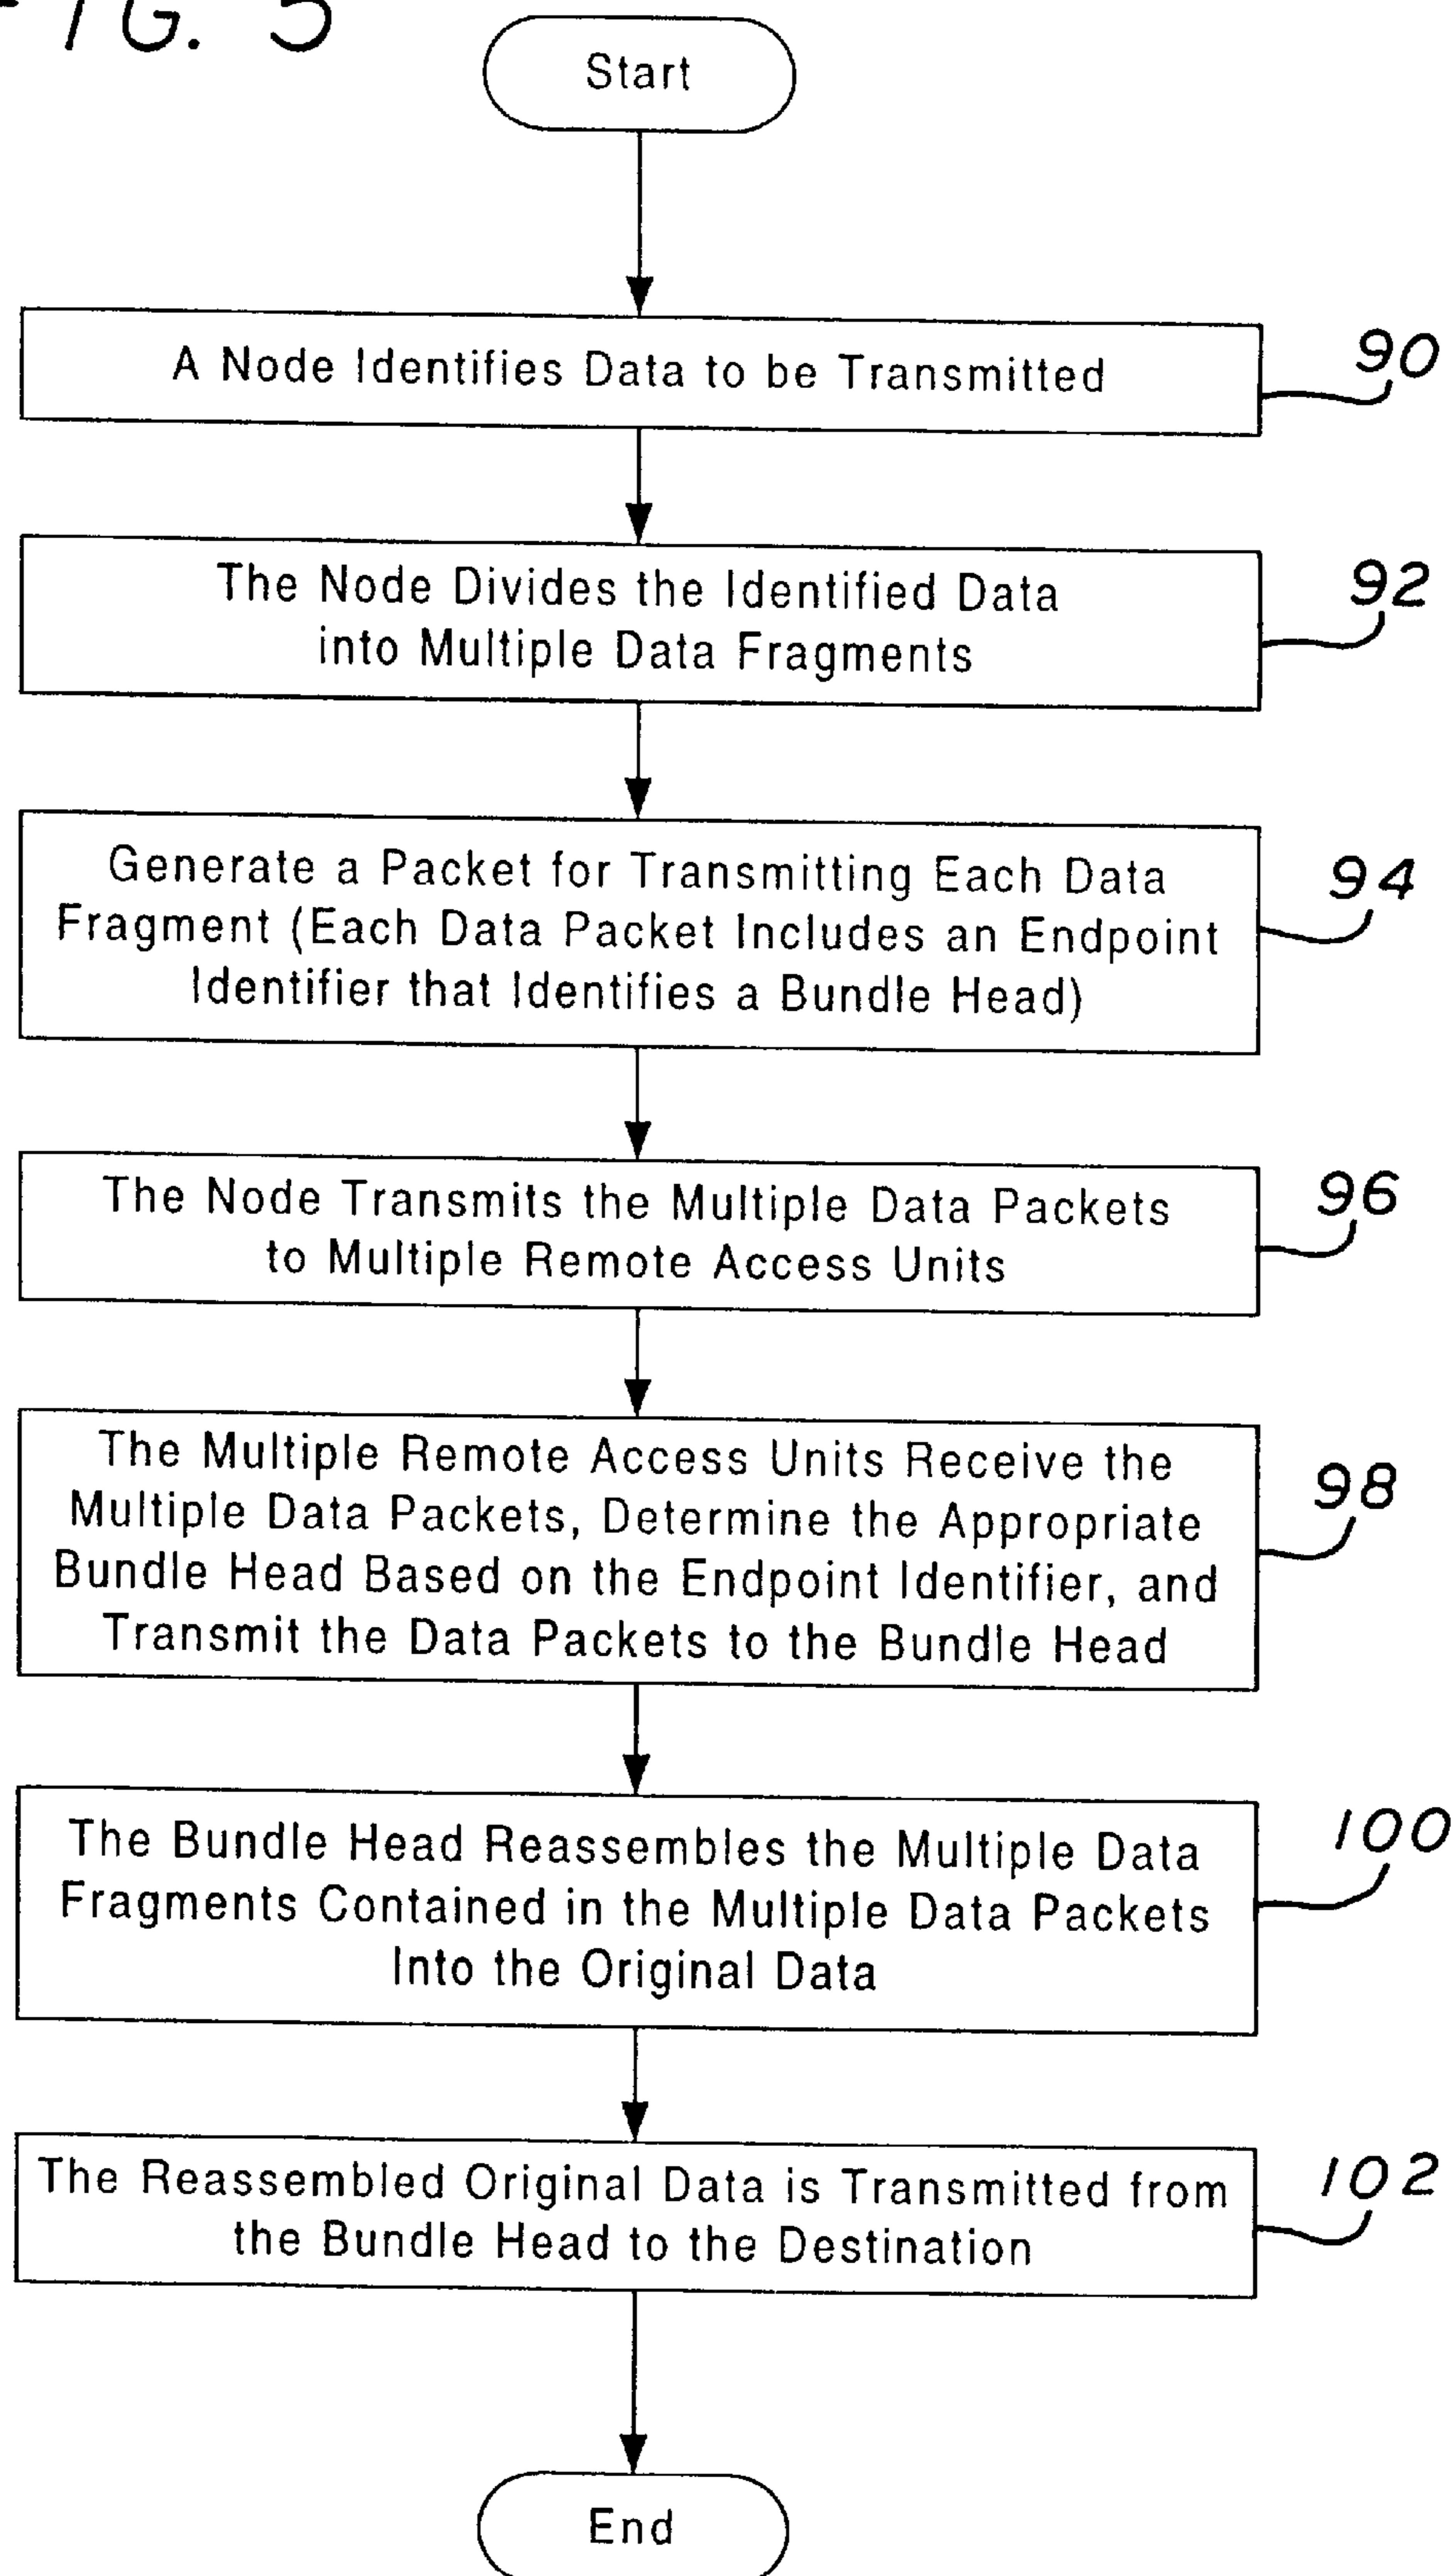 FIG. 5
Start
A Node Identifies Data to be Transmitted
90
The Node Divides the Identified Data
into Multiple Data Fragments
92
Generate a Packet for Transmitting Each Data
Fragment (Each Data Packet Includes an Endpoint
Identifier that Identifies a Bundle Head)
94
The Node Transmits the Multiple Data Packets
to Multiple Remote Access Units
96
The Multiple Remote Access Units Receive the
Multiple Data Packets, Determine the Appropriate
Bundle Head Based on the Endpoint Identifier, and
Transmit the Data Packets to the Bundle Head
98
The Bundle Head Reassembles the Multiple Data
Fragments Contained in the Multiple Data Packets
Into the Original Data
100
The Reassembled Original Data is Transmitted from
the Bundle Head to the Destination
102
End